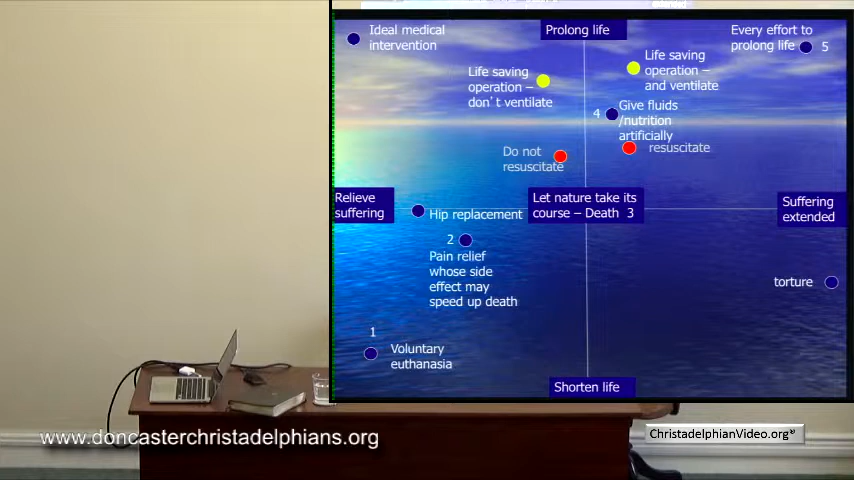 Ideal medical
intervention
Prolong life
Every effort to
prolong life
5
Life saving
operation –
don't ventilate
Life saving
operation –
and ventilate
4
Give fluids
/nutrition
artificially
Do not
resuscitate
resuscitate
Relieve
suffering
Hip replacement
Let nature take its
course – Death 3
Suffering
extended
2
Pain relief
whose side
effect may
speed up death
torture
1
Voluntary
euthanasia
Shorten life
www.doncasterchristadelphians.org
ChristadelphianVideo.org®